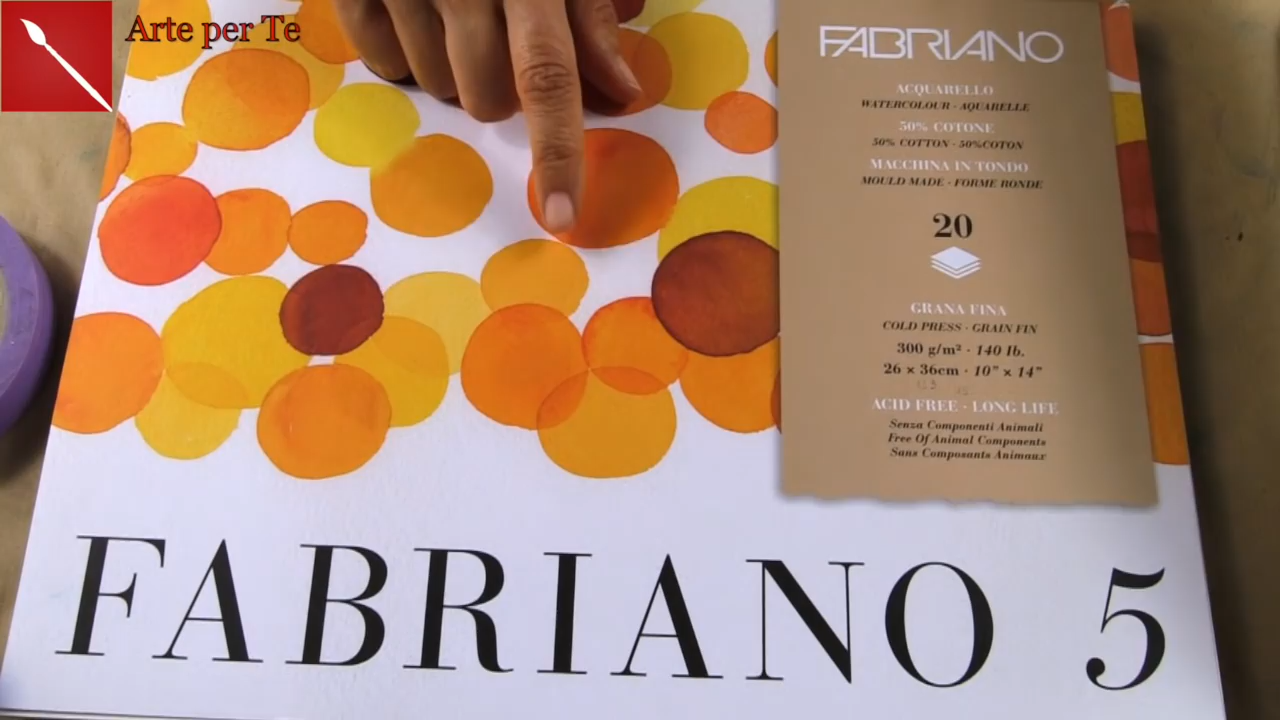 Arte per Te
FABRIANO
ACQUARELLO
WATERCOLOUR - AQUARELLE
50% COTONE
50% COTTON - 50%COTON
MACCHINA IN TONDO
MOULD MADE - FORME RONDE
20
GRANA FINA
COLD PRESS - GRAIN FIN
300 g/m² - 140 lb.
26 × 36cm - 10" × 14"
ACID FREE - LONG LIFE
Senza Componenti Animali
Free Of Animal Components
Sans Composants Animaux
FABRIANO 5